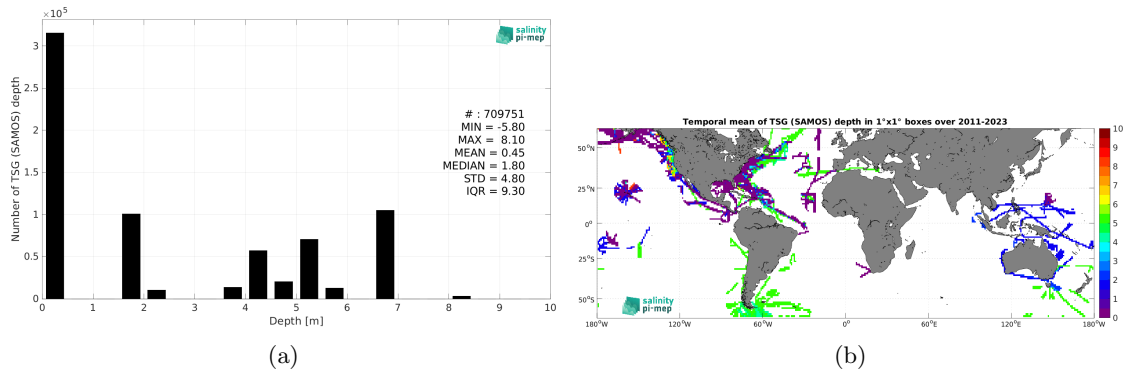 ×10^5
3
2.5
2
1.5
1
0.5
0
Number of TSG (SAMOS) depth
salinity
pi-mep
# : 709751
MIN = -5.80
MAX = 8.10
MEAN = 0.45
MEDIAN = 1.80
STD = 4.80
IQR = 9.30
0 1 2 3 4 5 6 7 8 9 10
Depth [m]
(a)
Temporal mean of TSG (SAMOS) depth in 1°x1° boxes over 2011-2023
50°N
25°N
0°
25°S
50°S
salinity
pi-mep
180°W 120°W 60°W 0°W 60°E 120°E 180°W
10
9
8
7
6
5
4
3
2
1
0
(b)